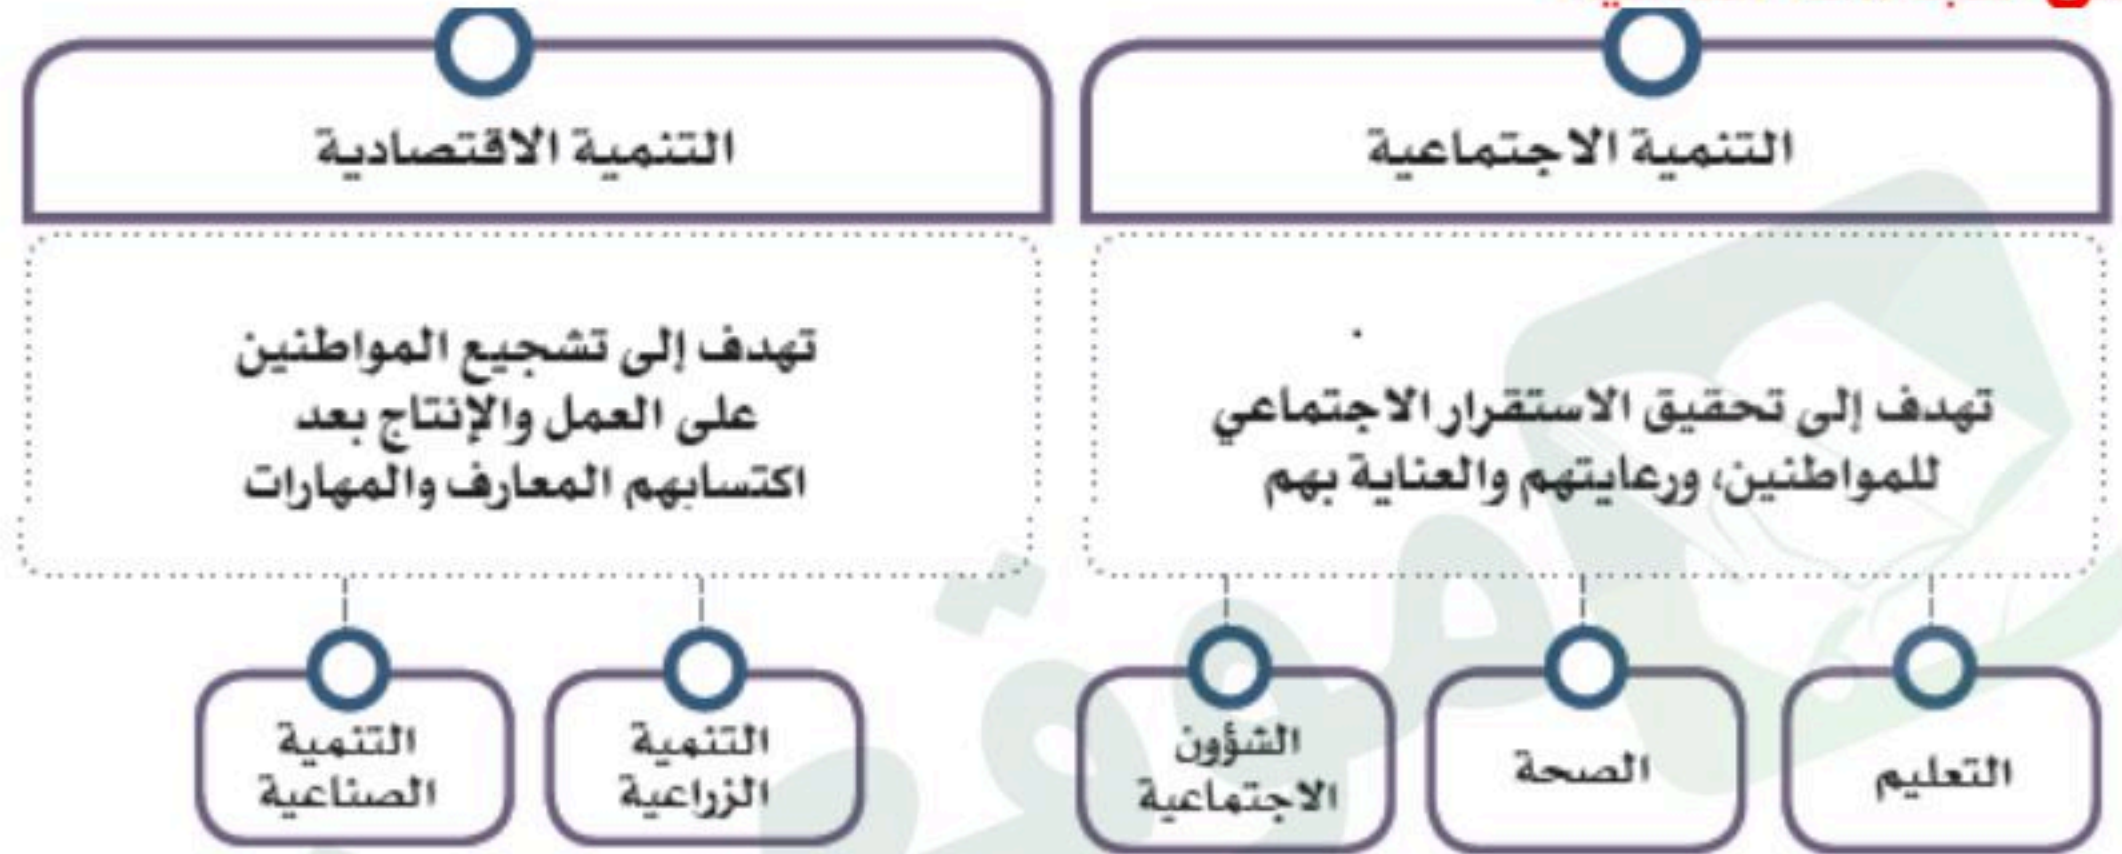 التنمية الاجتماعية
التنمية الاقتصادية
تهدف إلى تحقيق الاستقرار الاجتماعي
للمواطنين، ورعايتهم والعناية بهم
تهدف إلى تشجيع المواطنين
على العمل والإنتاج بعد
اكتسابهم المعارف والمهارات
التعليم
الصحة
الشؤون
الاجتماعية
التنمية
الزراعية
التنمية
الصناعية